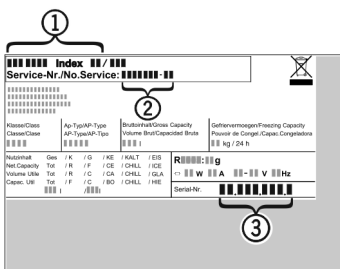 1
Index /
Service-Nr./No.Service: -
2
Klasse/Class
Classe/Clase
Ap-Typ/AP-Type
AP-Type/AP-Tipo
Bruttoinhalt/Gross Capacity
Volume Brut/Capacidad Bruta
l
Gefriervermoegen/Freezing Capacity
Pouvoir de Congel./Capac.Congeladora
kg / 24 h
Nutzinhalt Ges / K / G / KE / KALT / EIS
Net.Capacity Tot / R / F / CE / CHILL / ICE
Volume Utile Tot / R / C / CA / CHILL / GLA
Capac. Util Tot / F / C / BO / CHILL / HIE
l / l
R : g
W A - V Hz
Serial-Nr. . . .
3